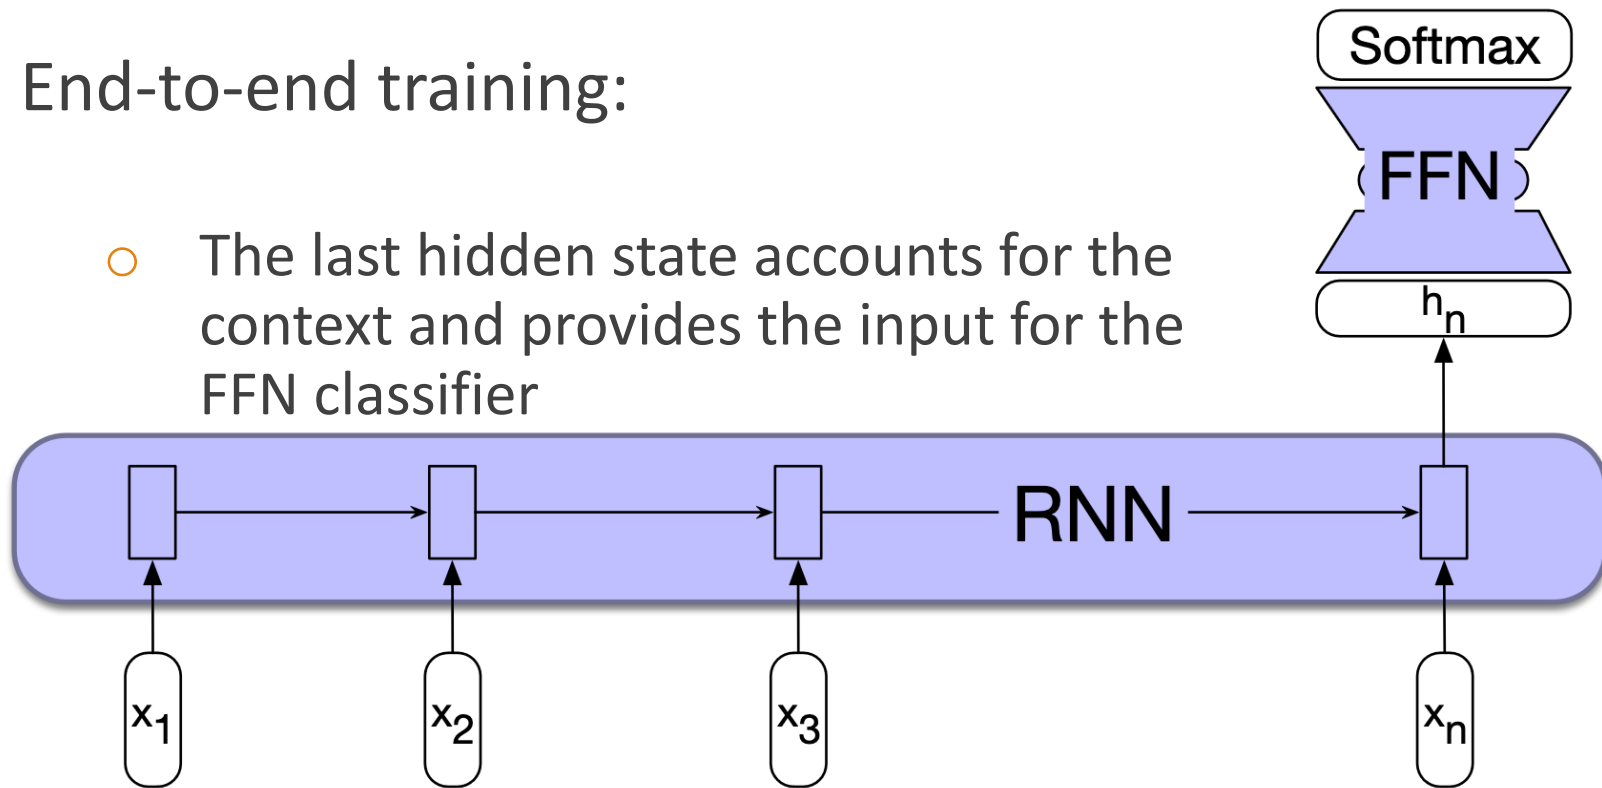 End-to-end training:
The last hidden state accounts for the
context and provides the input for the
FFN classifier
Softmax
FFN
hn
RNN
x1
x2
x3
xn